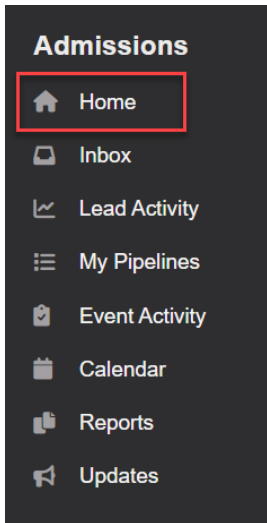 Admissions
Home
Inbox
Lead Activity
My Pipelines
Event Activity
Calendar
Reports
Updates